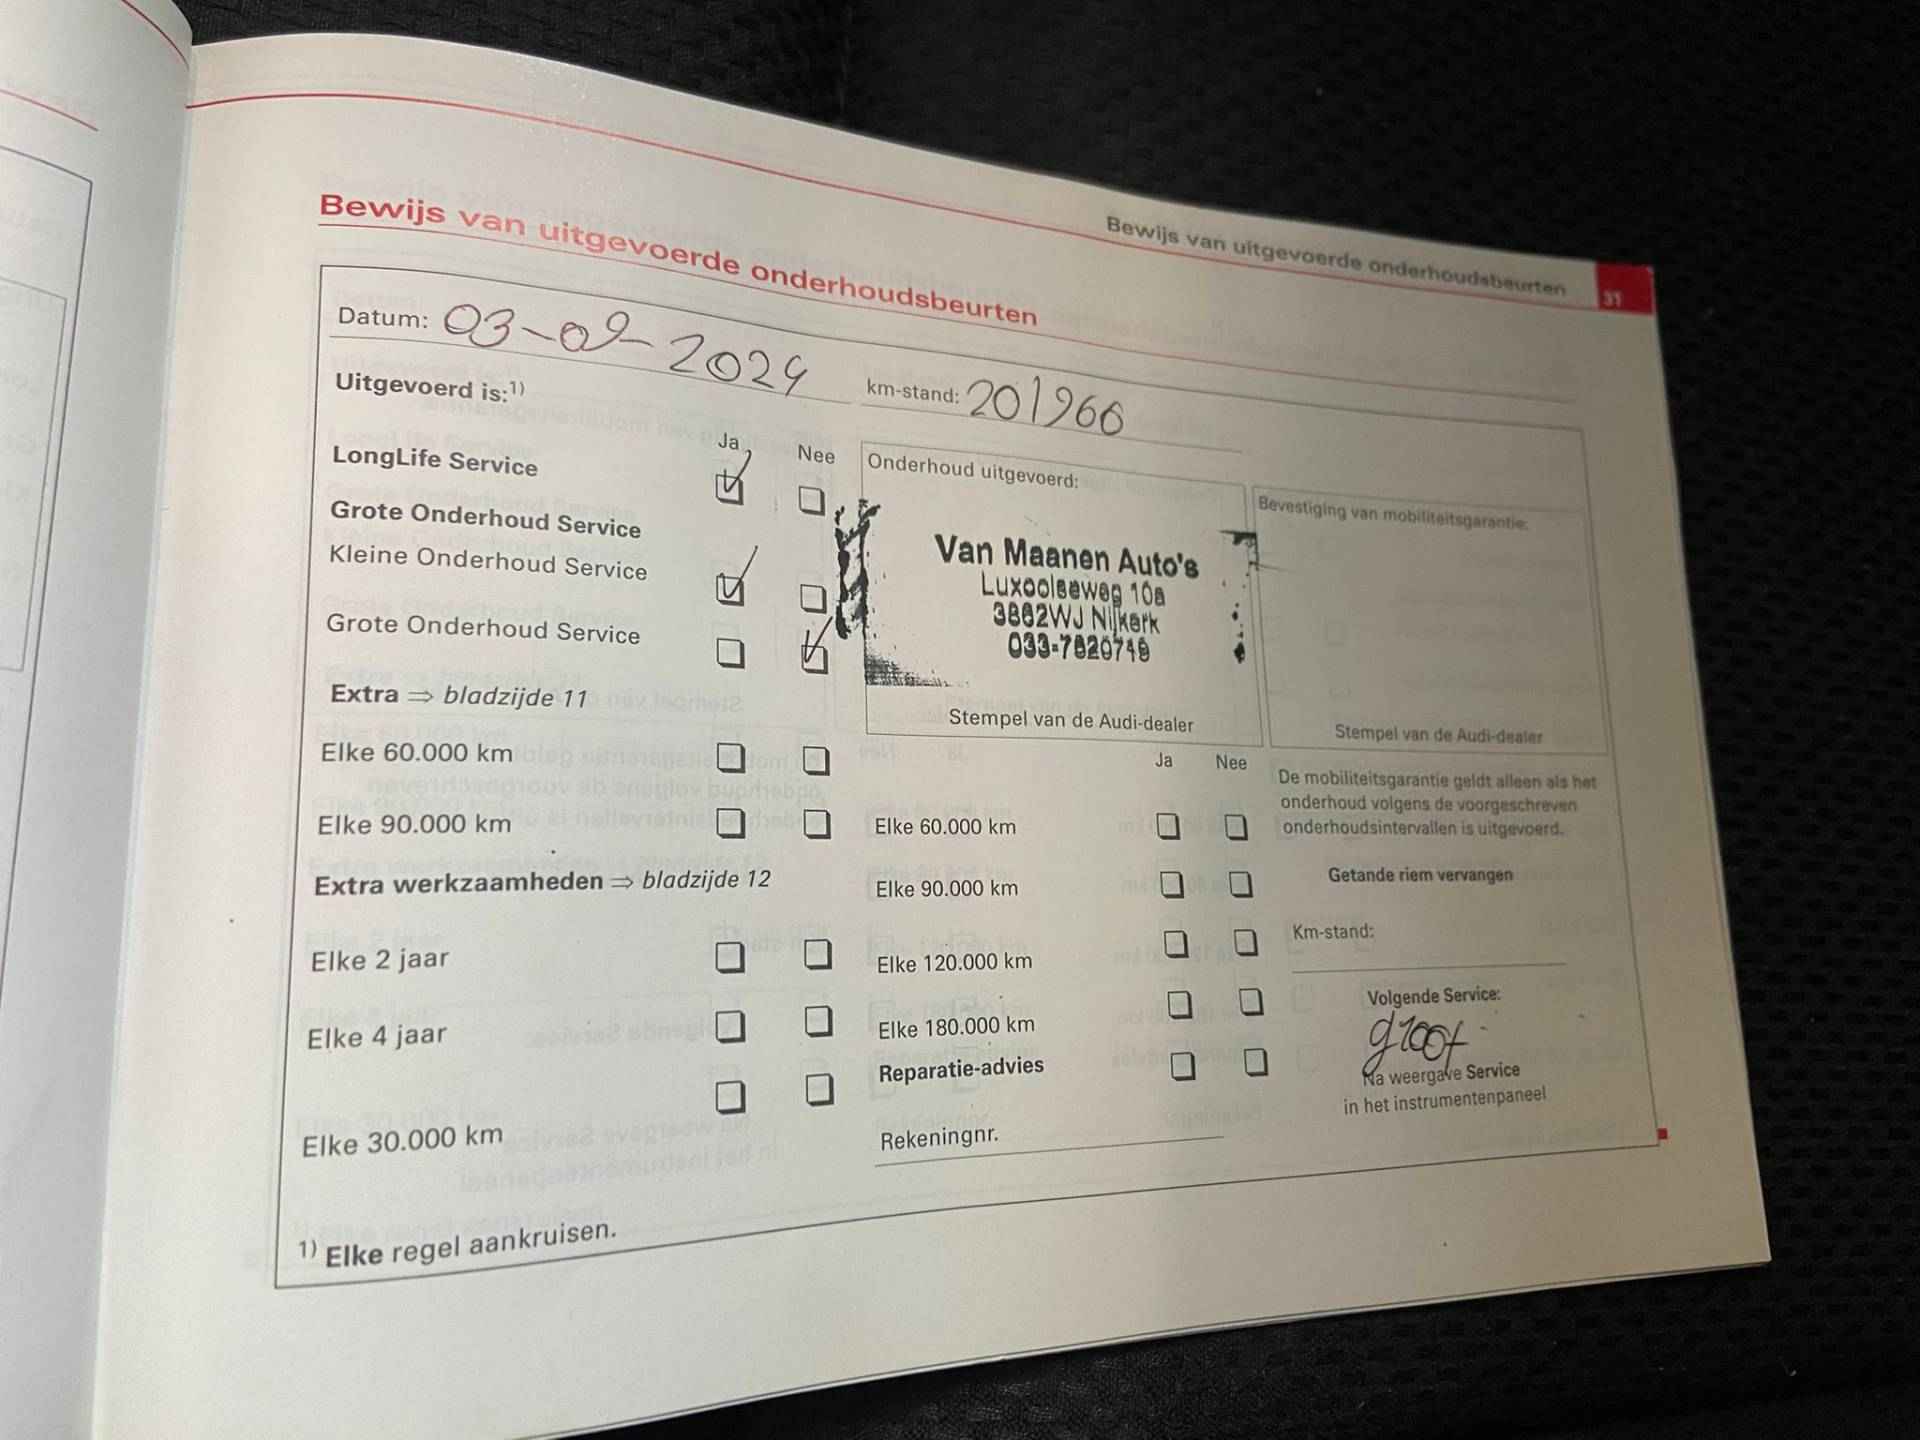 Bewijs van uitgevoerde onderhoudsbeurten
31
Bewijs van uitgevoerde onderhoudsbeurten
Datum: 03-09-2024
km-stand: 201966
Uitgevoerd is:1)
Ja Nee
LongLife Service
Grote Onderhoud Service
Kleine Onderhoud Service
Grote Onderhoud Service
Extra ⇒ bladzijde 11
Elke 60.000 km
Elke 90.000 km
Extra werkzaamheden ⇒ bladzijde 12
Elke 2 jaar
Elke 4 jaar
Elke 30.000 km
Onderhoud uitgevoerd:
Van Maanen Auto's
Luxoolseweg 10a
3862WJ Nijkerk
033-7820719
Stempel van de Audi-dealer
Ja Nee
Elke 60.000 km
Elke 90.000 km
Elke 120.000 km
Elke 180.000 km
Reparatie-advies
Rekeningnr.
Bevestiging van mobiliteitsgarantie:
Stempel van de Audi-dealer
De mobiliteitsgarantie geldt alleen als het
onderhoud volgens de voorgeschreven
onderhoudsintervallen is uitgevoerd.
Getande riem vervangen
Km-stand:
Volgende Service:
groot
Na weergave Service
in het instrumentenpaneel
1) Elke regel aankruisen.